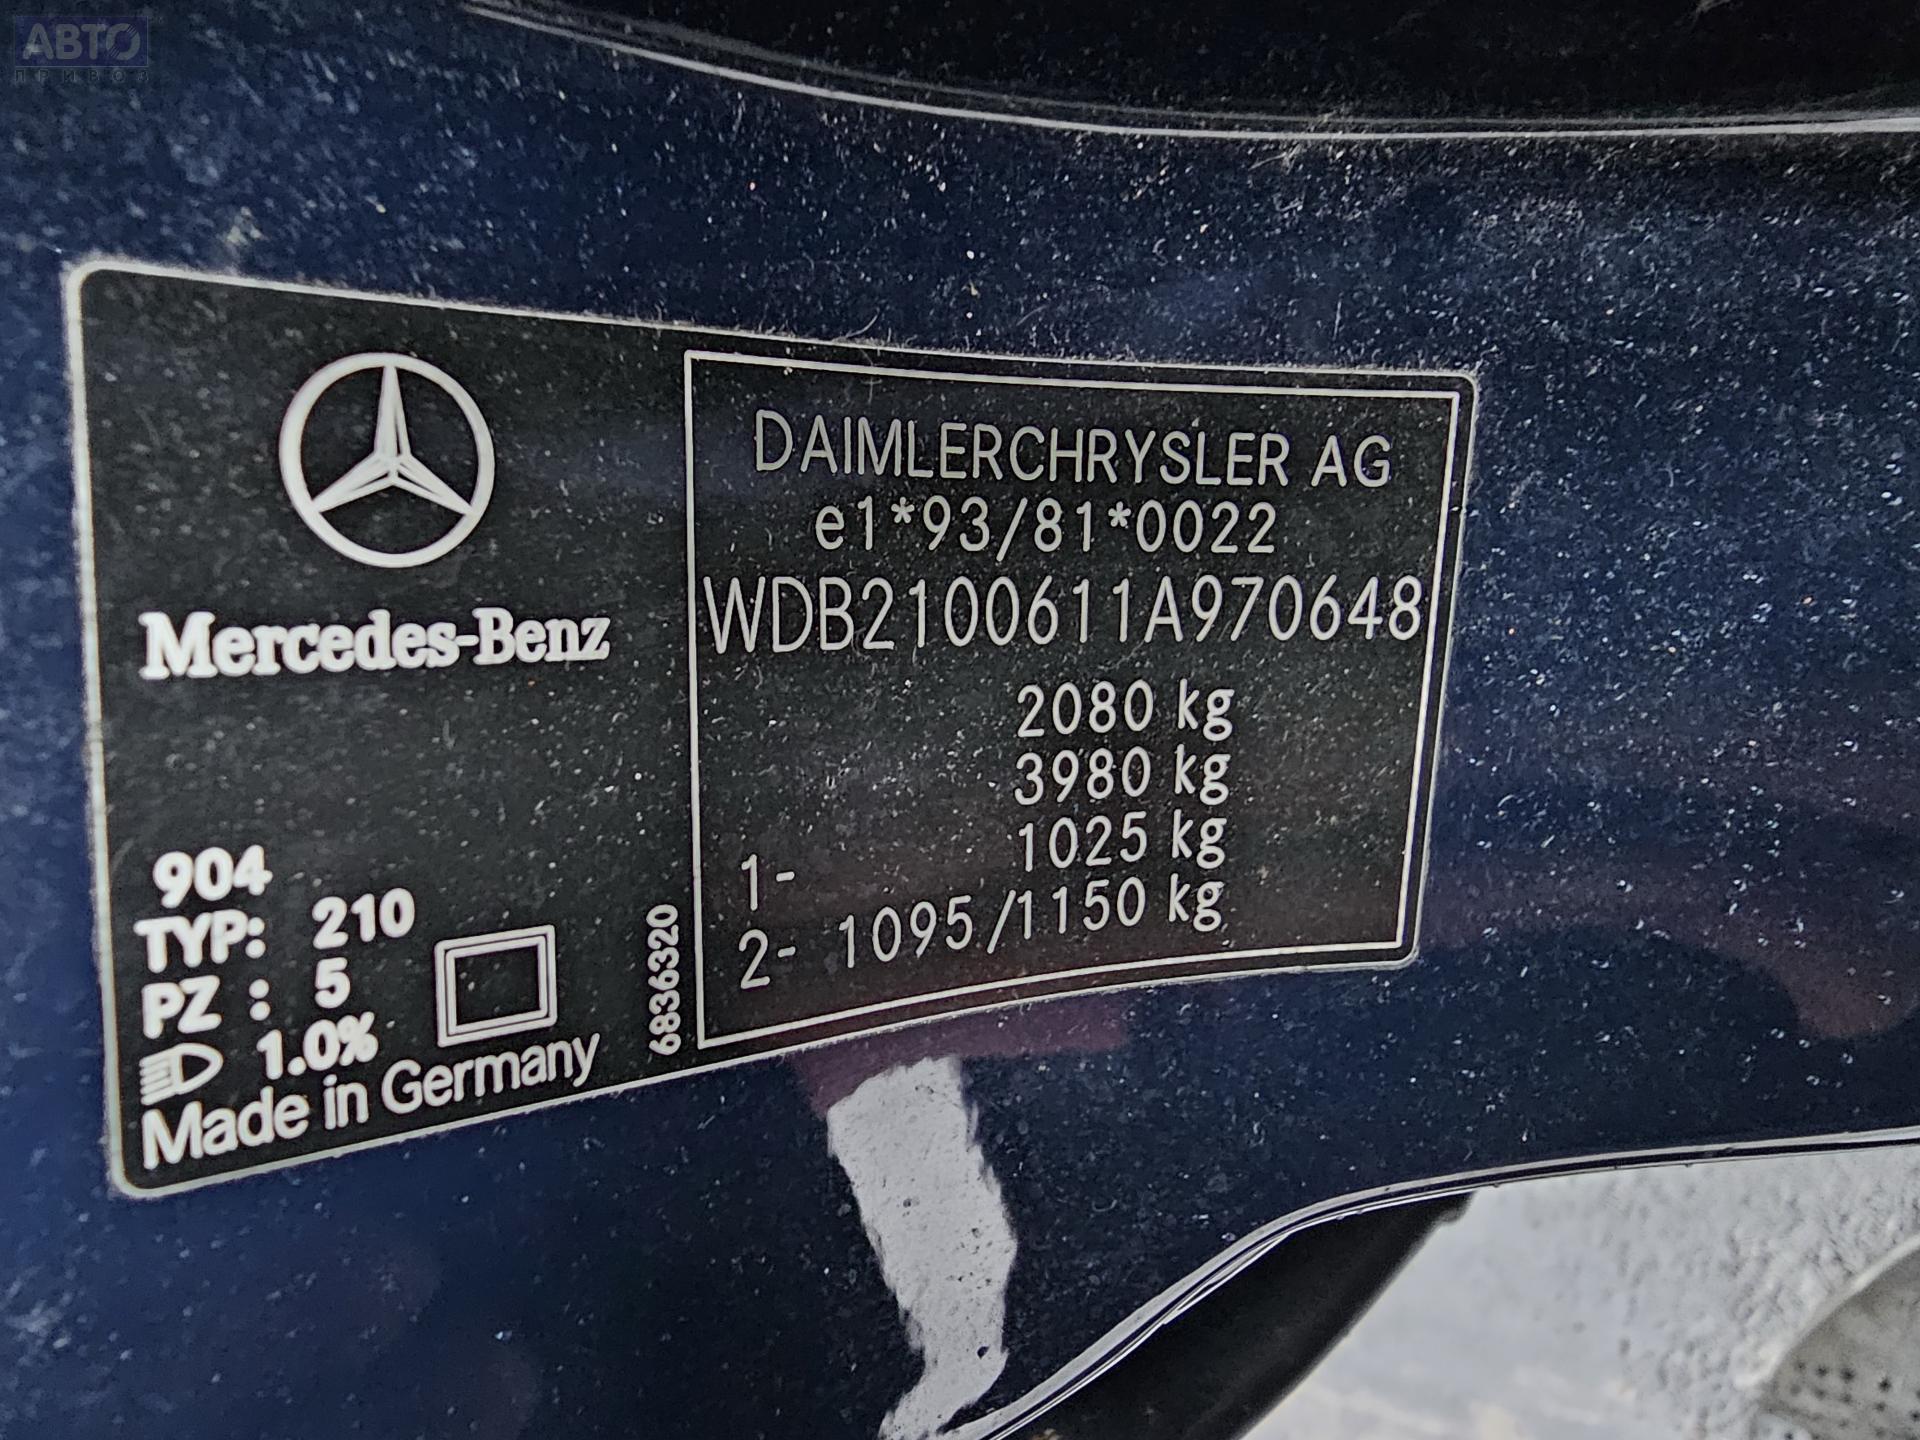 АВТО
ПРИВОЗ
Mercedes-Benz
904
TYP: 210
PZ : 5
1.0%
Made in Germany
6836320
DAIMLERCHRYSLER AG
e1*93/81*0022
WDB2100611A970648
2080 kg
3980 kg
1- 1025 kg
2- 1095/1150 kg